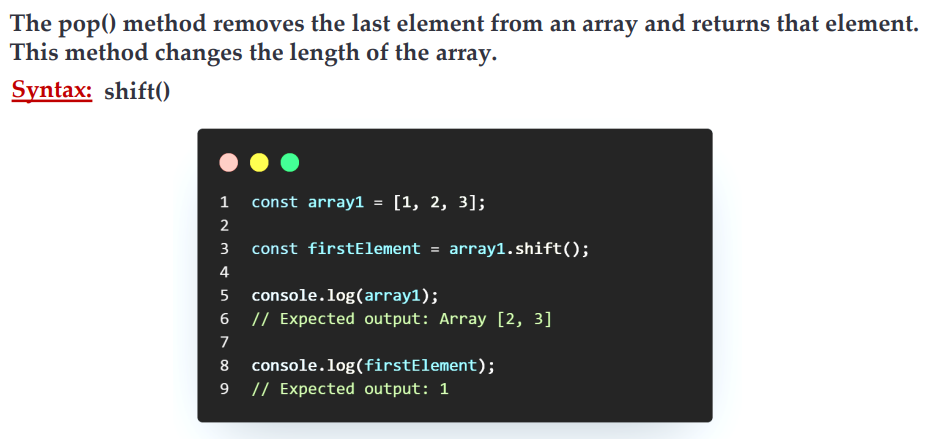 The pop() method removes the last element from an array and returns that element.
This method changes the length of the array.
Syntax: shift()
1 const array1 = [1, 2, 3];
2
3 const firstElement = array1.shift();
4
5 console.log(array1);
6 // Expected output: Array [2, 3]
7
8 console.log(firstElement);
9 // Expected output: 1